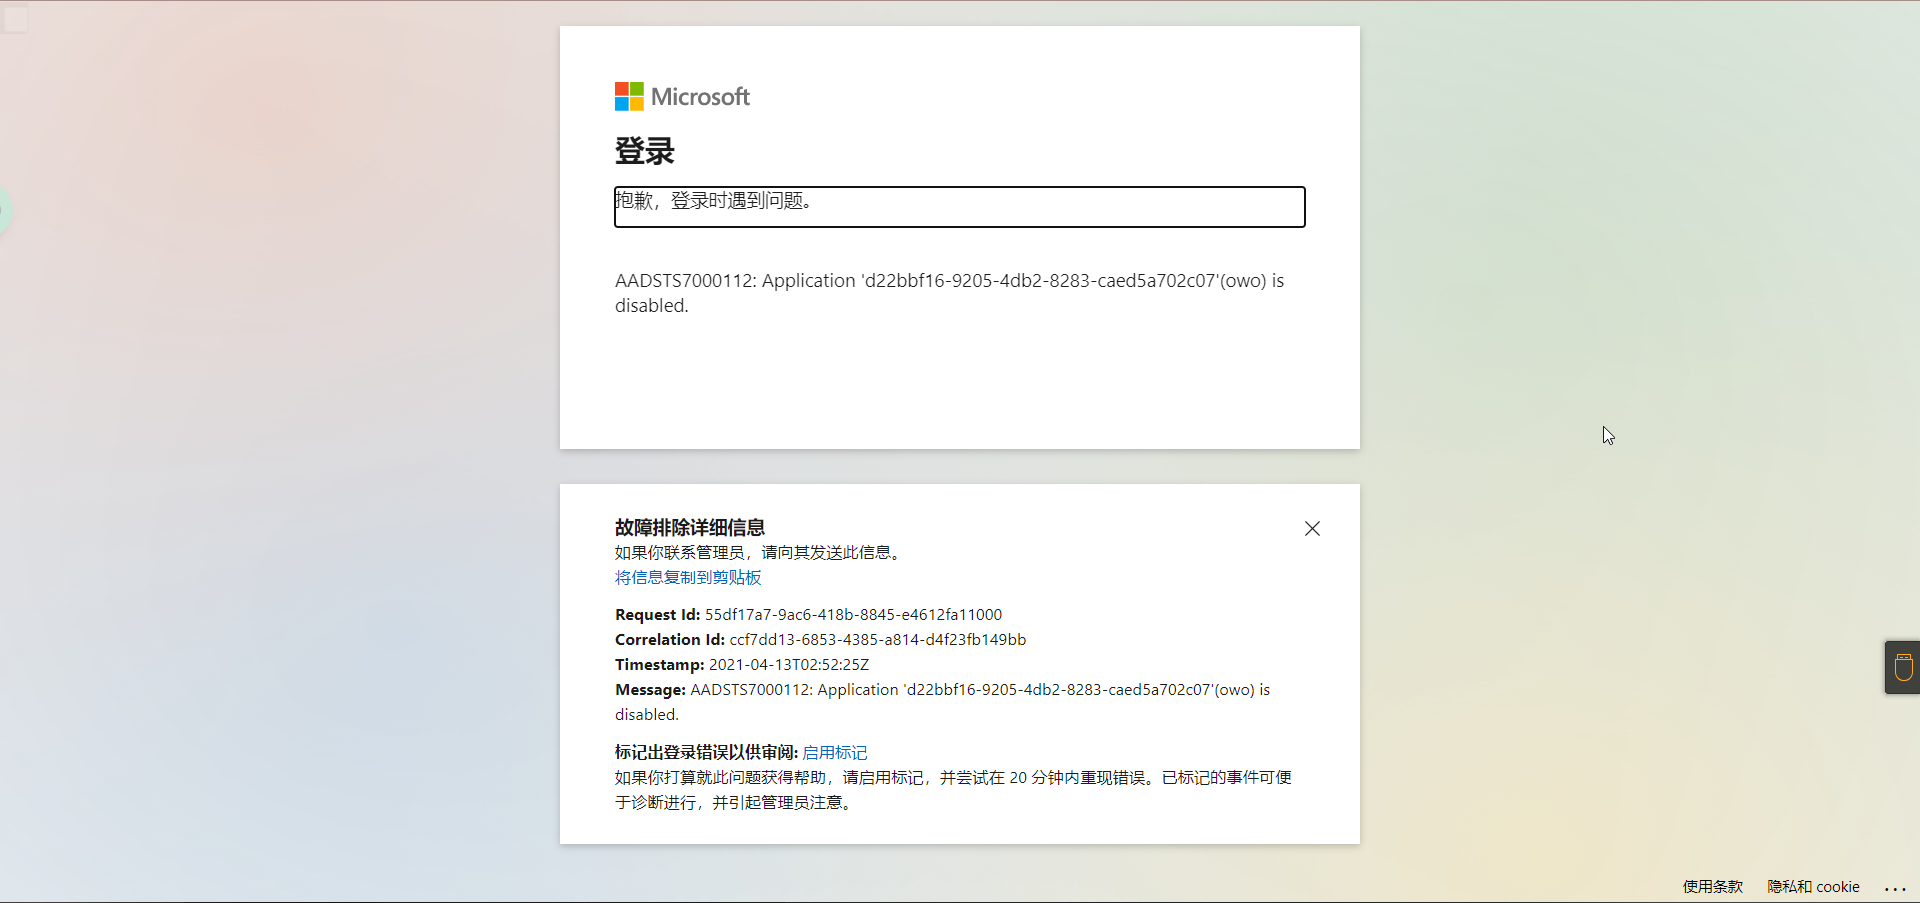 Microsoft
登录
抱歉，登录时遇到问题。
AADSTS7000112: Application 'd22bbf16-9205-4db2-8283-caed5a702c07'(owo) is
disabled.
故障排除详细信息
如果你联系管理员，请向其发送此信息。
将信息复制到剪贴板
Request Id: 55df17a7-9ac6-418b-8845-e4612fa11000
Correlation Id: ccf7dd13-6853-4385-a814-d4f23fb149bb
Timestamp: 2021-04-13T02:52:25Z
Message: AADSTS7000112: Application 'd22bbf16-9205-4db2-8283-caed5a702c07'(owo) is
disabled.
标记出登录错误以供审阅: 启用标记
如果你打算就此问题获得帮助，请启用标记，并尝试在 20 分钟内重现错误。已标记的事件可便
于诊断进行，并引起管理员注意。
使用条款 隐私和 cookie ...